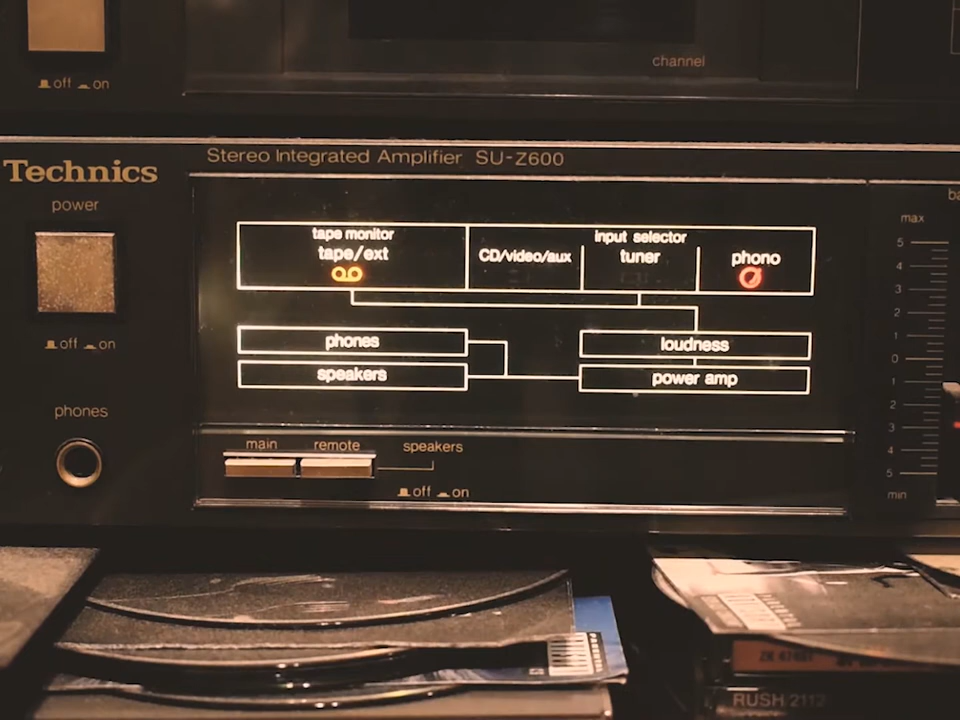 off on
channel
Technics
Stereo Integrated Amplifier SU-Z600
power
off on
phones
tape monitor
tape/ext
input selector
CD/video/aux
tuner
phono
phones
speakers
loudness
power amp
main remote speakers
off on
ba
max
5
4
3
2
1
0
1
2
3
4
5
min
RUSH 2112